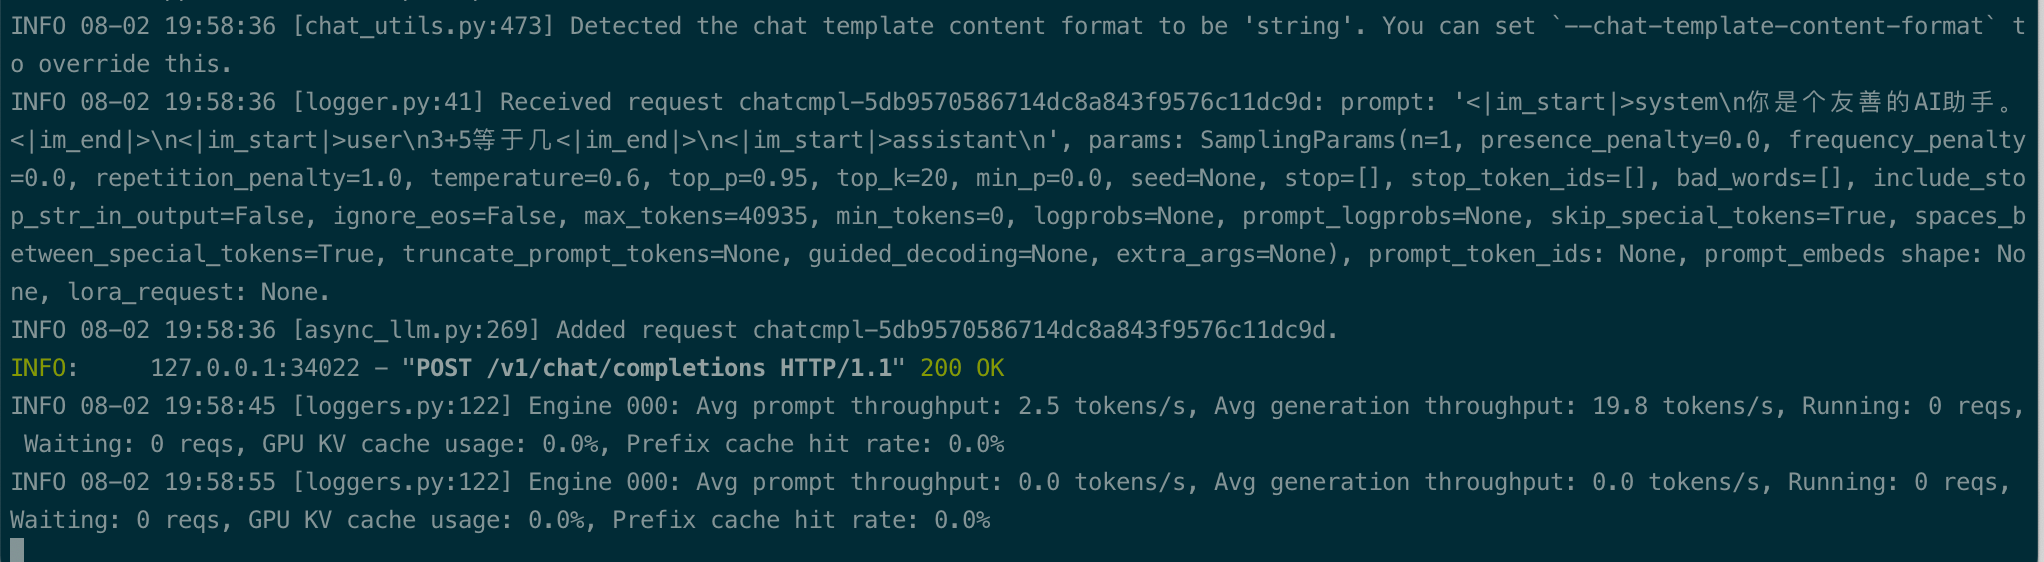 INFO 08-02 19:58:36 [chat_utils.py:473] Detected the chat template content format to be 'string'. You can set `--chat-template-content-format` t
o override this.
INFO 08-02 19:58:36 [logger.py:41] Received request chatcmpl-5db9570586714dc8a843f9576c11dc9d: prompt: '<|im_start|>system\n你是个友善的AI助手。
<|im_end|>\n<|im_start|>user\n3+5等于几<|im_end|>\n<|im_start|>assistant\n', params: SamplingParams(n=1, presence_penalty=0.0, frequency_penalty
=0.0, repetition_penalty=1.0, temperature=0.6, top_p=0.95, top_k=20, min_p=0.0, seed=None, stop=[], stop_token_ids=[], bad_words=[], include_sto
p_str_in_output=False, ignore_eos=False, max_tokens=40935, min_tokens=0, logprobs=None, prompt_logprobs=None, skip_special_tokens=True, spaces_b
etween_special_tokens=True, truncate_prompt_tokens=None, guided_decoding=None, extra_args=None), prompt_token_ids: None, prompt_embeds shape: No
ne, lora_request: None.
INFO 08-02 19:58:36 [async_llm.py:269] Added request chatcmpl-5db9570586714dc8a843f9576c11dc9d.
INFO:     127.0.0.1:34022 - "POST /v1/chat/completions HTTP/1.1" 200 OK
INFO 08-02 19:58:45 [loggers.py:122] Engine 000: Avg prompt throughput: 2.5 tokens/s, Avg generation throughput: 19.8 tokens/s, Running: 0 reqs,
 Waiting: 0 reqs, GPU KV cache usage: 0.0%, Prefix cache hit rate: 0.0%
INFO 08-02 19:58:55 [loggers.py:122] Engine 000: Avg prompt throughput: 0.0 tokens/s, Avg generation throughput: 0.0 tokens/s, Running: 0 reqs,
Waiting: 0 reqs, GPU KV cache usage: 0.0%, Prefix cache hit rate: 0.0%